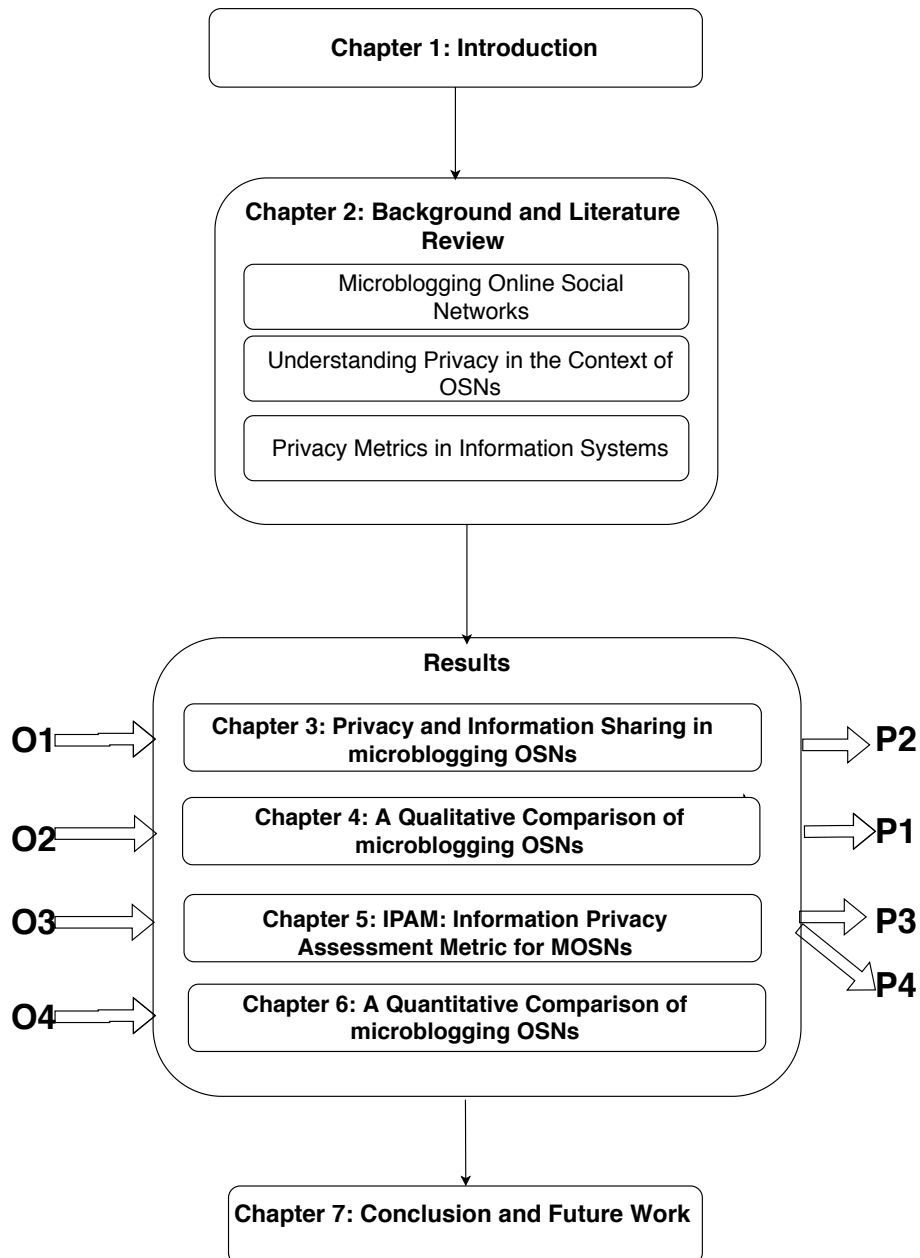 Chapter 1: Introduction
Chapter 2: Background and Literature
Review
Microblogging Online Social
Networks
Understanding Privacy in the Context of
OSNs
Privacy Metrics in Information Systems
Results
O1
Chapter 3: Privacy and Information Sharing in
microblogging OSNs
P2
O2
Chapter 4: A Qualitative Comparison of
microblogging OSNs
P1
O3
Chapter 5: IPAM: Information Privacy
Assessment Metric for MOSNs
P3
P4
O4
Chapter 6: A Quantitative Comparison of
microblogging OSNs
Chapter 7: Conclusion and Future Work